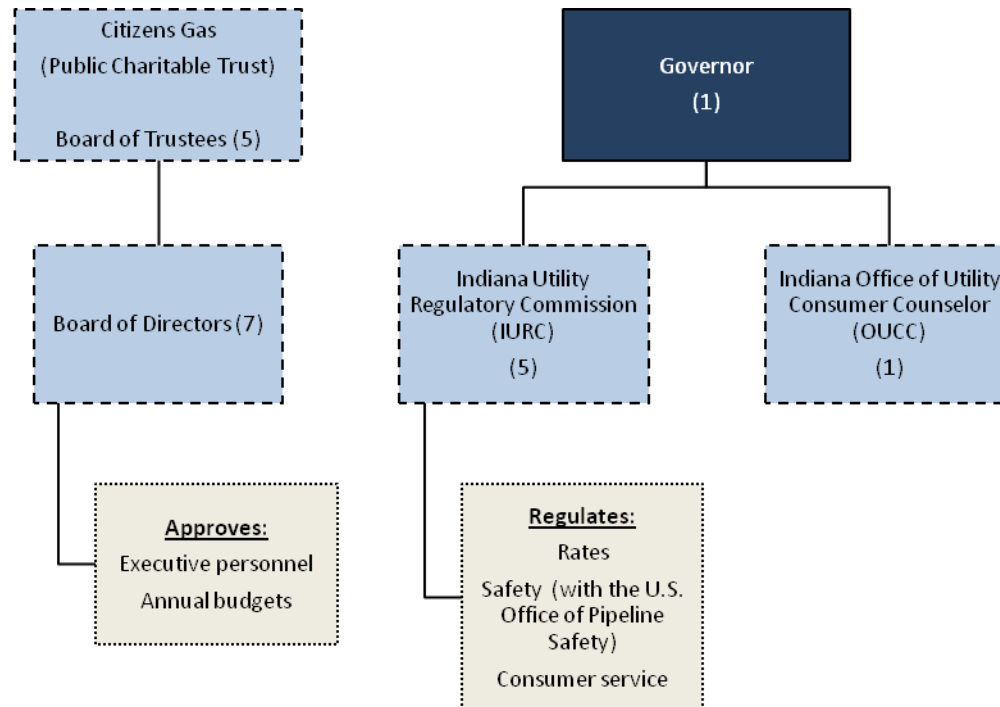 Citizens Gas
(Public Charitable Trust)
Board of Trustees (5)
Governor
(1)
Board of Directors (7)
Indiana Utility
Regulatory Commission
(IURC)
(5)
Indiana Office of Utility
Consumer Counselor
(OUCC)
(1)
Approves:
Executive personnel
Annual budgets
Regulates:
Rates
Safety (with the U.S.
Office of Pipeline
Safety)
Consumer service